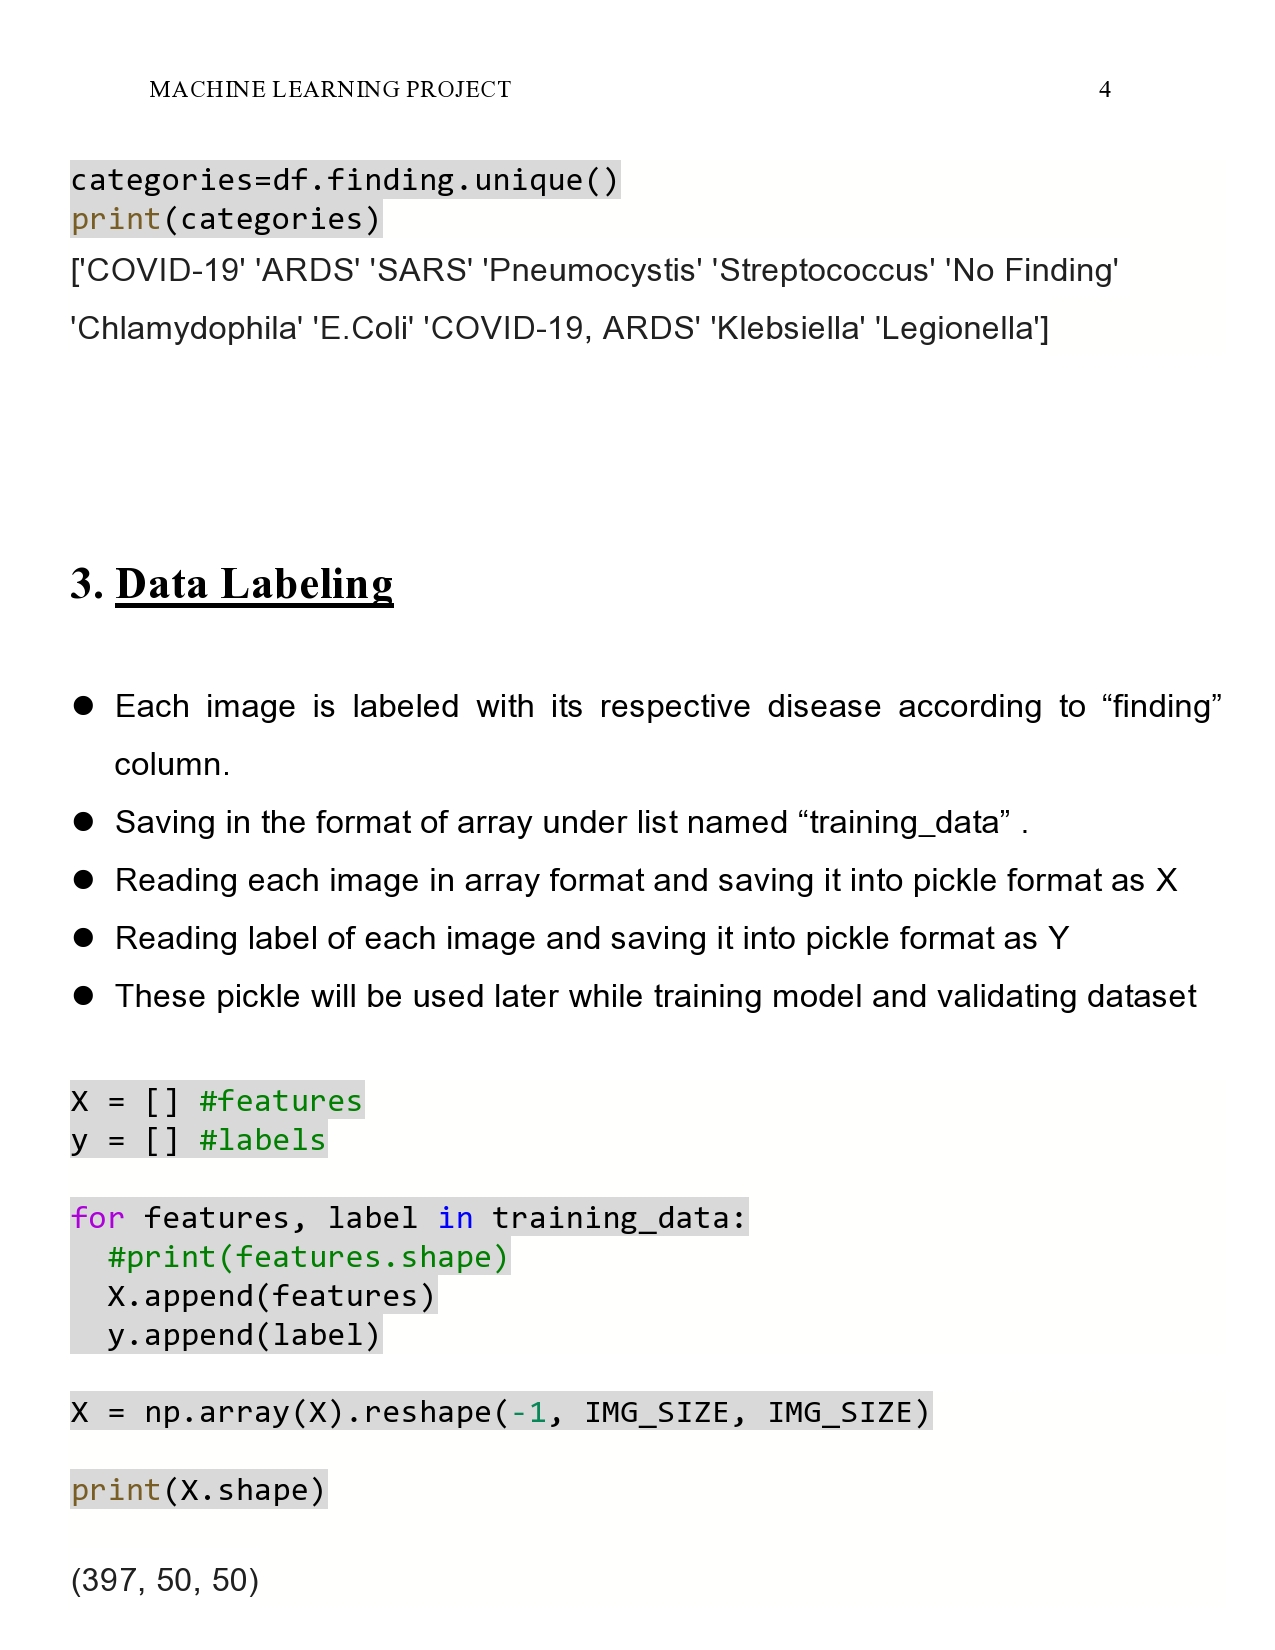 MACHINE LEARNING PROJECT 4
categories=df.finding.unique()
print(categories)
['COVID-19' 'ARDS' 'SARS' 'Pneumocystis' 'Streptococcus' 'No Finding'
'Chlamydophila' 'E.Coli' 'COVID-19, ARDS' 'Klebsiella' 'Legionella']
3. Data Labeling
● Each image is labeled with its respective disease according to “finding”
column.
● Saving in the format of array under list named “training_data” .
● Reading each image in array format and saving it into pickle format as X
● Reading label of each image and saving it into pickle format as Y
● These pickle will be used later while training model and validating dataset
X = [] #features
y = [] #labels
for features, label in training_data:
  #print(features.shape)
  X.append(features)
  y.append(label)
X = np.array(X).reshape(-1, IMG_SIZE, IMG_SIZE)
print(X.shape)
(397, 50, 50)